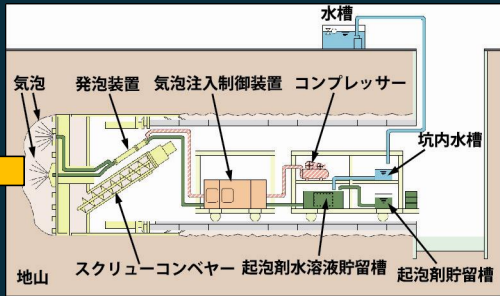 水槽
気泡
発泡装置
気泡注入制御装置
コンプレッサー
坑内水槽
地山
スクリューコンベヤー
起泡剤水溶液貯留槽
起泡剤貯留槽